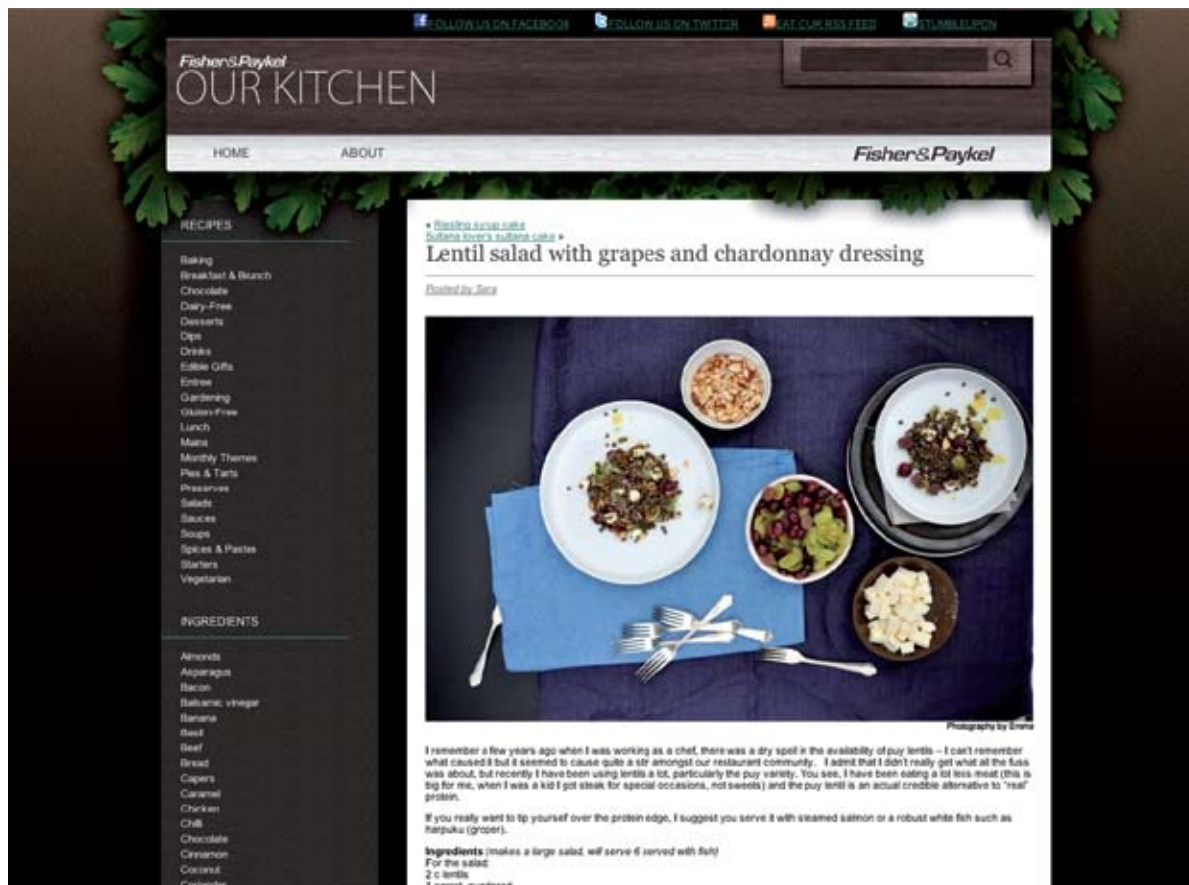 FOLLOW US ON FACEBOOK
FOLLOW US ON TWITTER
EAT OUR RSS FEED
STUMBLEUPON
Fisher&Paykel
OUR KITCHEN
HOME
ABOUT
Fisher&Paykel
RECIPES
Baking
Breakfast & Brunch
Chocolate
Dairy-Free
Desserts
Dips
Drinks
Edible Gifts
Entree
Gardening
Gluten-Free
Lunch
Mains
Monthly Themes
Pies & Tarts
Preserves
Salads
Sauces
Soups
Spices & Pastes
Starters
Vegetarian
INGREDIENTS
Almonds
Asparagus
Bacon
Balsamic vinegar
Banana
Basil
Beef
Bread
Capers
Caramel
Chicken
Chilli
Chocolate
Cinnamon
Coconut
Coriander
« Riesling syrup cake
Sultana lover's sultana cake »
Lentil salad with grapes and chardonnay dressing
Posted by Sara
Photography by Emma
I remember a few years ago when I was working as a chef, there was a dry spell in the availability of puy lentils – I can't remember
what caused it but it seemed to cause quite a stir amongst our restaurant community. I admit that I didn't really get what all the fuss
was about, but recently I have been using lentils a lot, particularly the puy variety. You see, I have been eating a lot less meat (this is
big for me, when I was a kid I got steak for special occasions, not sweets) and the puy lentil is an actual credible alternative to "real"
protein.
If you really want to tip yourself over the protein edge, I suggest you serve it with steamed salmon or a robust white fish such as
harpuku (groper).
Ingredients (makes a large salad, will serve 6 served with fish)
For the salad:
2 c lentils